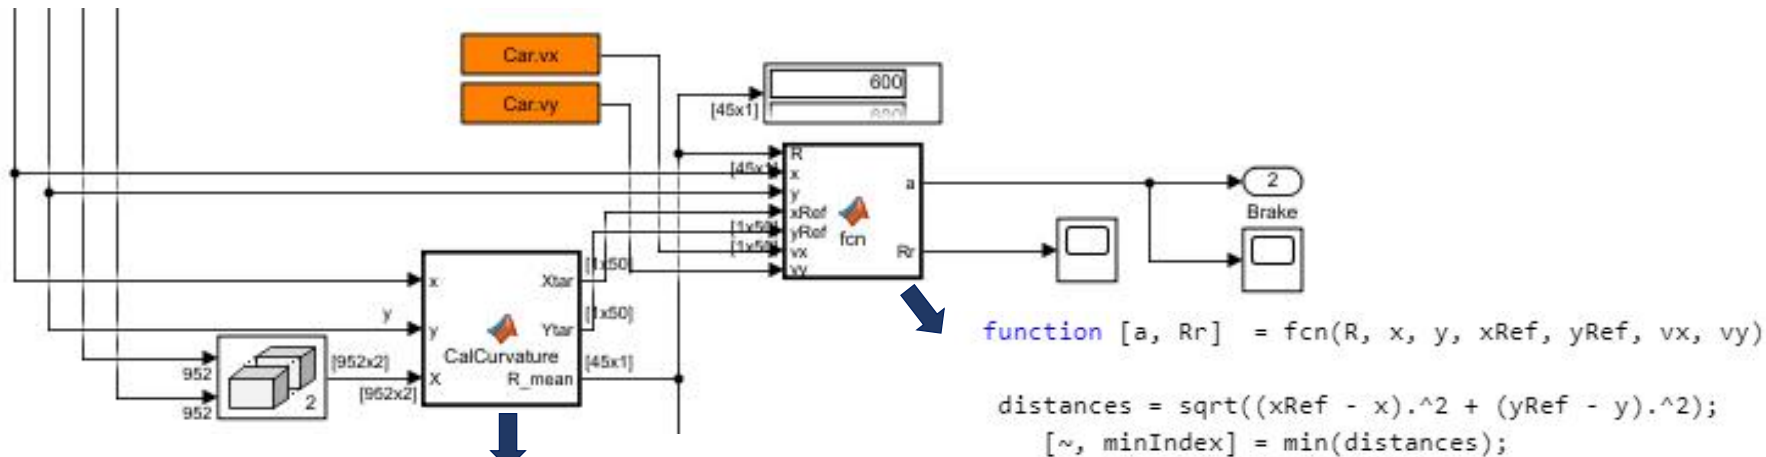 Car.vx
Car.vy
600
[45x1]
R
[45x1]
x
y
xRef
[1x50]
yRef
[1x50]
vx
vy
fcn
a
Rr
2
Brake
x
Xtar
[1x50]
y
y
Ytar
[1x50]
CalCurvature
X
R_mean
[45x1]
952
952
2
[952x2]
[952x2]
function [a, Rr]  = fcn(R, x, y, xRef, yRef, vx, vy)
distances = sqrt((xRef - x).^2 + (yRef - y).^2);
[~, minIndex] = min(distances);